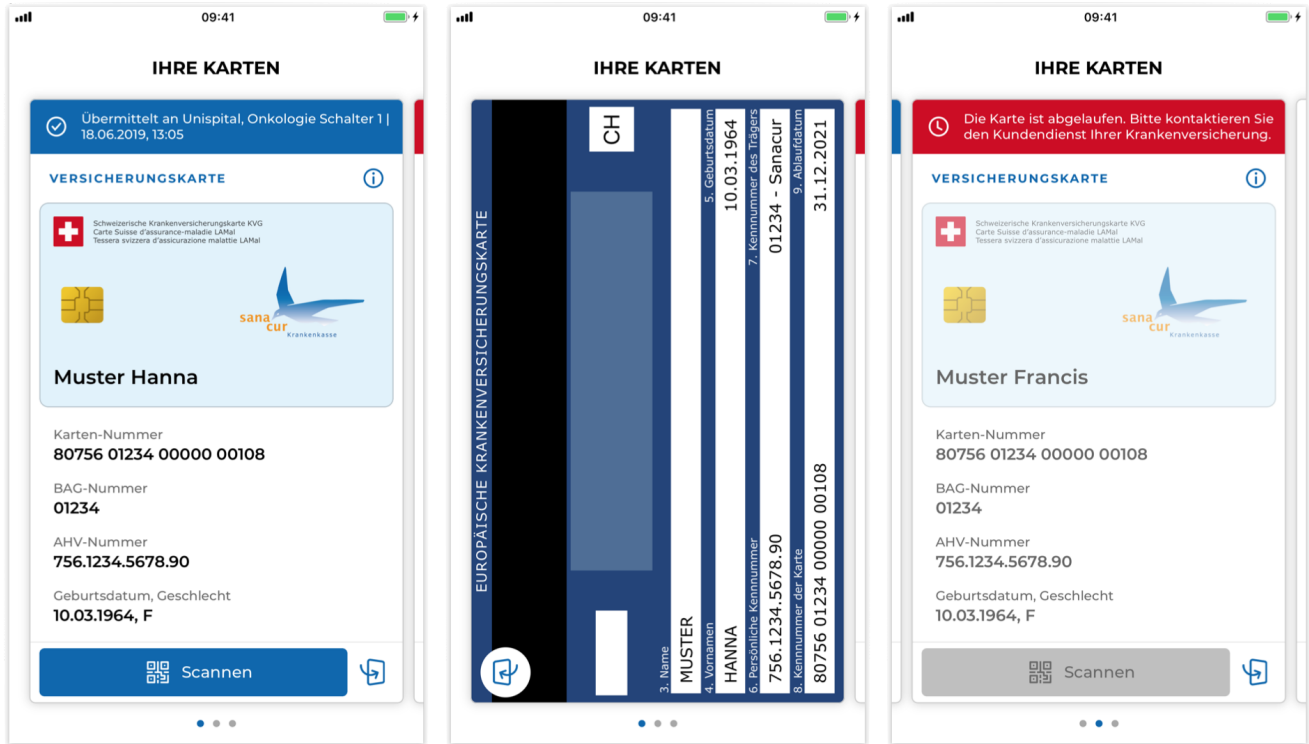 09:41
IHRE KARTEN
Übermittelt an Unispital, Onkologie Schalter 1 |
18.06.2019, 13:05
VERSICHERUNGSKARTE
Schweizerische Krankenversicherungskarte KVG
Carte Suisse d'assurance-maladie LAMal
Tessera svizzera d'assicurazione malattie LAMal
sana
cur
Krankenkasse
Muster Hanna
Karten-Nummer
80756 01234 00000 00108
BAG-Nummer
01234
AHV-Nummer
756.1234.5678.90
Geburtsdatum, Geschlecht
10.03.1964, F
Scannen
09:41
IHRE KARTEN
EUROPÄISCHE KRANKENVERSICHERUNGSKARTE
CH
3. Name
MUSTER
4. Vornamen
5. Geburtsdatum
HANNA
10.03.1964
6. Persönliche Kennnummer
7. Kennnummer des Trägers
756.1234.5678.90
01234 - Sanacur
8. Kennnummer der Karte
9. Ablaufdatum
80756 01234 00000 00108
31.12.2021
09:41
IHRE KARTEN
Die Karte ist abgelaufen. Bitte kontaktieren Sie
den Kundendienst Ihrer Krankenversicherung.
VERSICHERUNGSKARTE
Schweizerische Krankenversicherungskarte KVG
Carte Suisse d'assurance-maladie LAMal
Tessera svizzera d'assicurazione malattie LAMal
sana
cur
Krankenkasse
Muster Francis
Karten-Nummer
80756 01234 00000 00108
BAG-Nummer
01234
AHV-Nummer
756.1234.5678.90
Geburtsdatum, Geschlecht
10.03.1964, F
Scannen